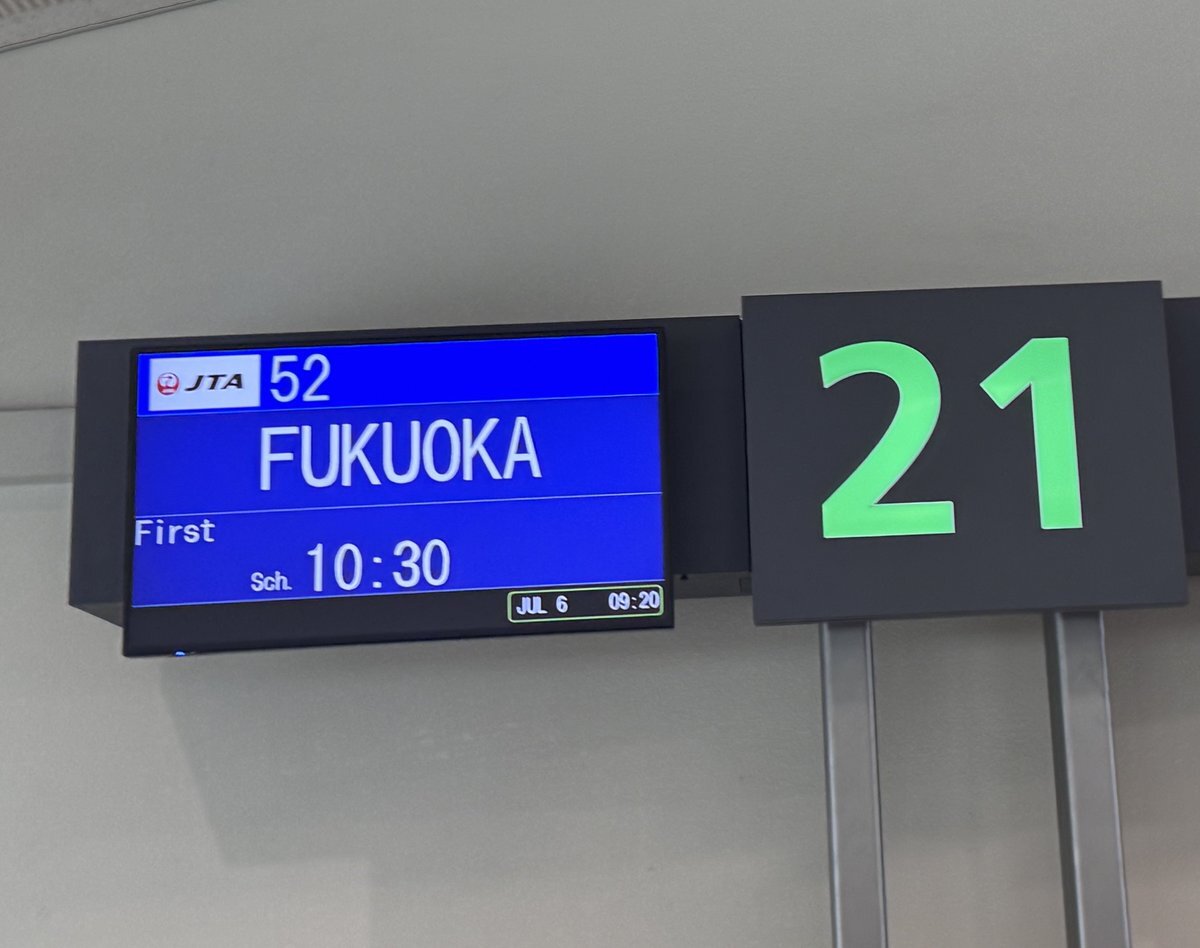 JTA 52
FUKUOKA
First
Sch. 10:30
JUL 6 09:20
21